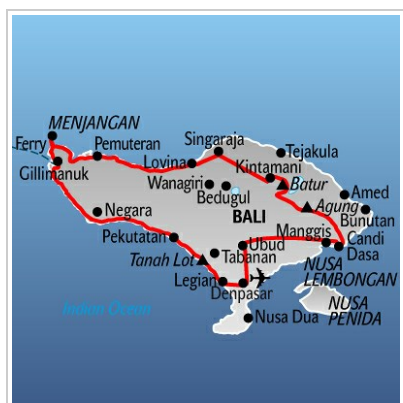 MENJANGAN
Ferry
Pemuteran
Gillimanuk
Singaraja
Lovina
Tejakula
Kintamani
Wanagiri
Batur
Bedugul
Amed
Agung
Negara
BALI
Bunutan
Manggis
Pekutatan
Ubud
Candi
Dasa
Tanah Lot
Tabanan
NUSA
LEMBONGAN
Legian
Denpasar
NUSA
PENIDA
Indian Ocean
Nusa Dua